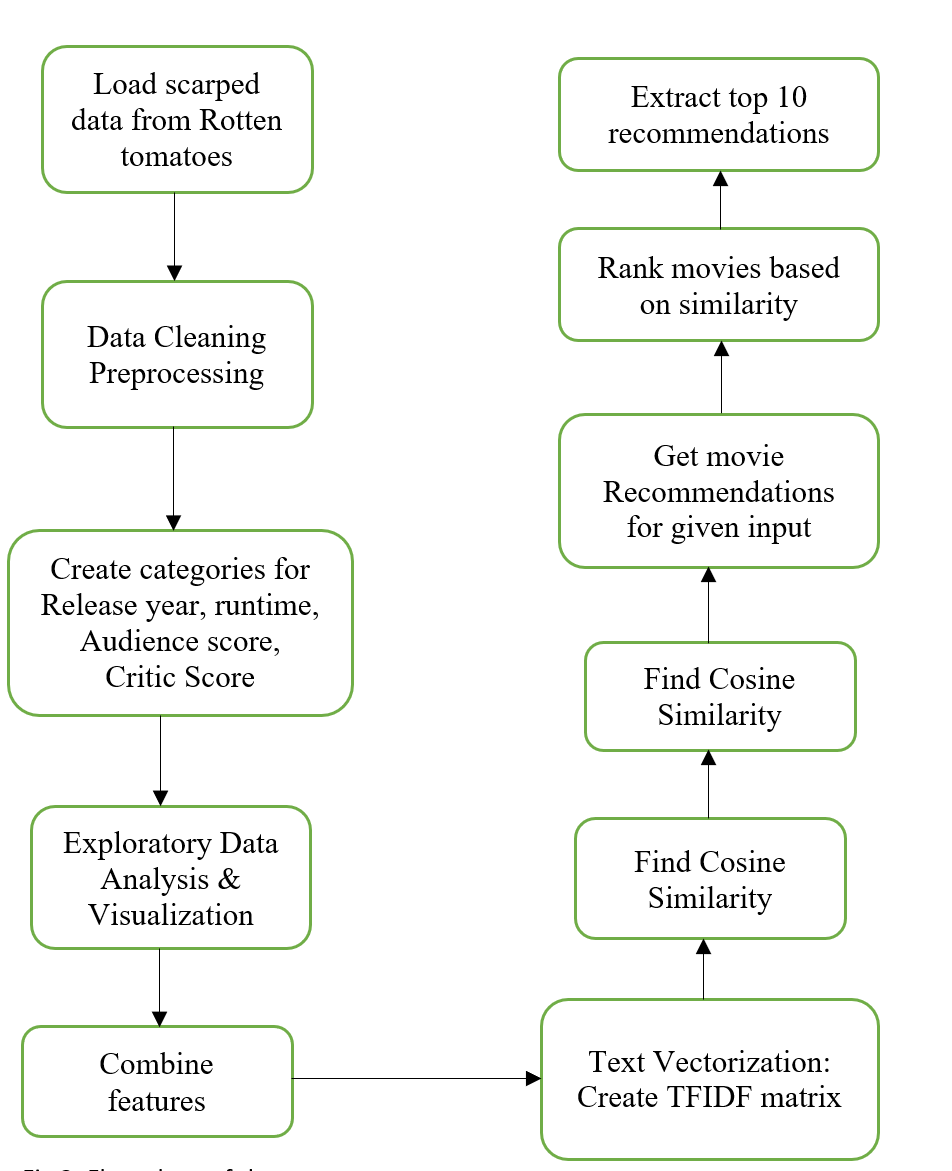 Load scarped
data from Rotten
tomatoes
Data Cleaning
Preprocessing
Create categories for
Release year, runtime,
Audience score,
Critic Score
Exploratory Data
Analysis &
Visualization
Combine
features
Text Vectorization:
Create TFIDF matrix
Find Cosine
Similarity
Find Cosine
Similarity
Get movie
Recommendations
for given input
Rank movies based
on similarity
Extract top 10
recommendations